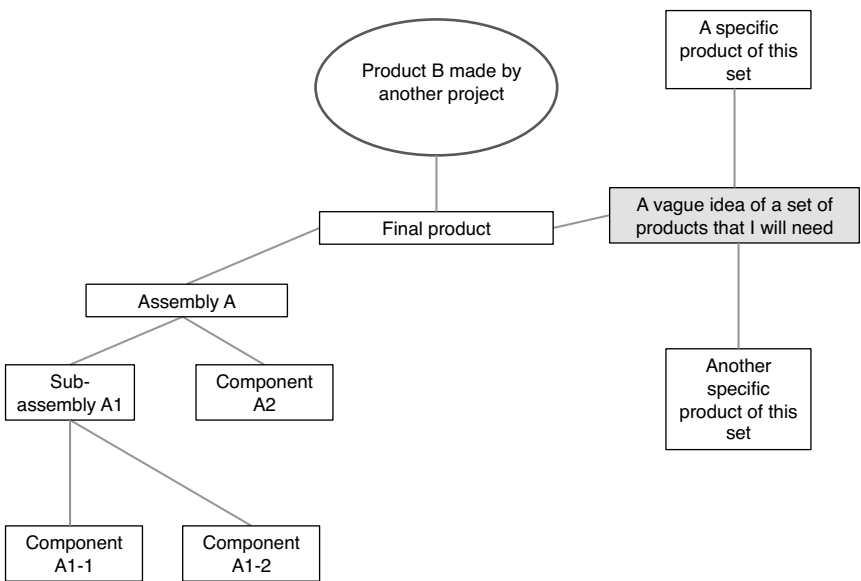 Product B made by
another project
A specific
product of this
set
A vague idea of a set of
products that I will need
Final product
Assembly A
Sub-
assembly A1
Component
A2
Another
specific
product of this
set
Component
A1-1
Component
A1-2